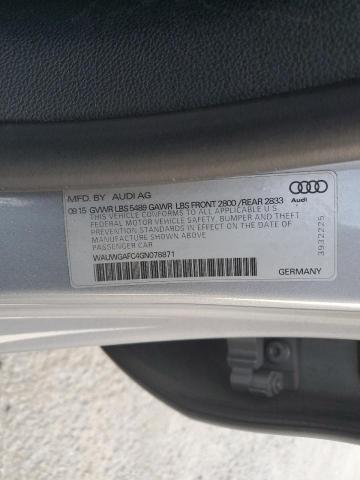 MFD. BY AUDI AG
09.15 GVWR LBS 5489 GAWR LBS FRONT 2800 / REAR 2833
THIS VEHICLE CONFORMS TO ALL APPLICABLE U S
FEDERAL MOTOR VEHICLE SAFETY, BUMPER AND THEFT
PREVENTION STANDARDS IN EFFECT ON THE DATE
OF MANUFACTURE SHOWN ABOVE
PASSENGER CAR
WAUWGAFC4GN078871
Audi
3932225
GERMANY